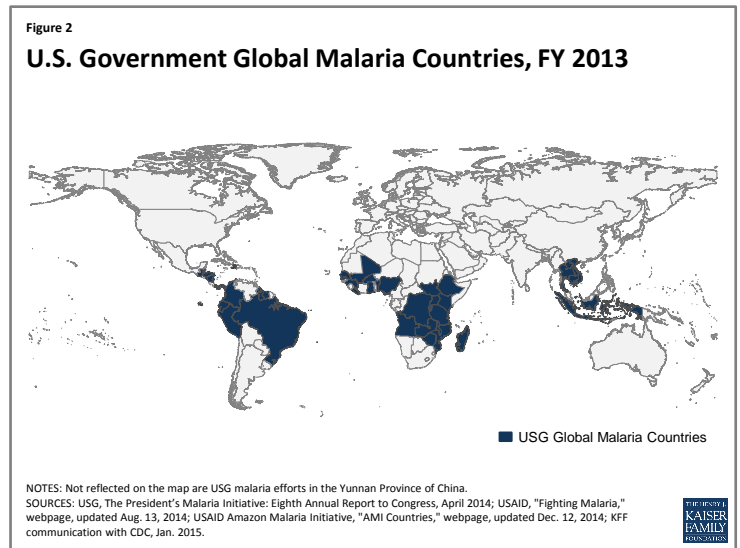 Figure 2
U.S. Government Global Malaria Countries, FY 2013
USG Global Malaria Countries
NOTES: Not reflected on the map are USG malaria efforts in the Yunnan Province of China.
SOURCES: USG, The President's Malaria Initiative: Eighth Annual Report to Congress, April 2014; USAID, "Fighting Malaria,"
webpage, updated Aug. 13, 2014; USAID Amazon Malaria Initiative, "AMI Countries," webpage, updated Dec. 12, 2014; KFF
communication with CDC, Jan. 2015.
THE HENRY J.
KAISER
FAMILY
FOUNDATION